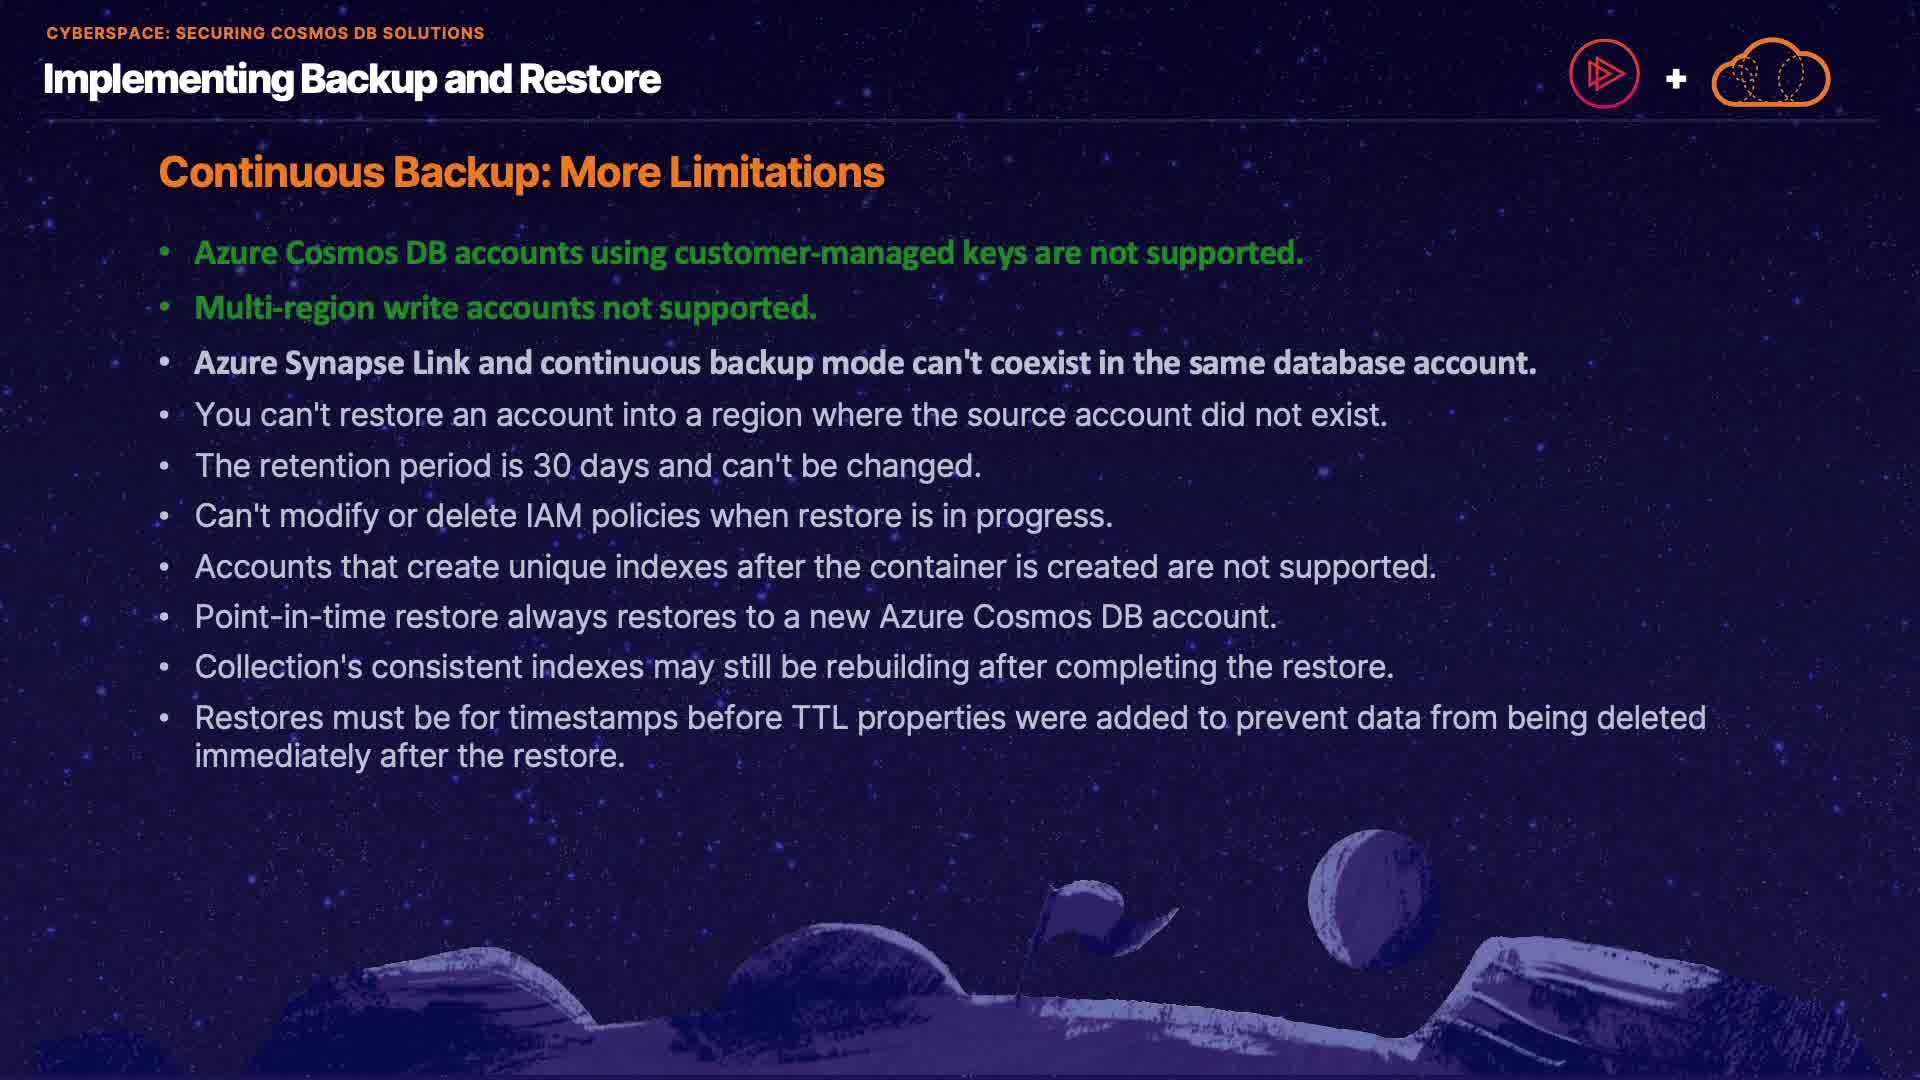 CYBERSPACE: SECURING COSMOS DB SOLUTIONS
Implementing Backup and Restore
+
Continuous Backup: More Limitations
• Azure Cosmos DB accounts using customer-managed keys are not supported.
• Multi-region write accounts not supported.
• Azure Synapse Link and continuous backup mode can't coexist in the same database account.
• You can't restore an account into a region where the source account did not exist.
• The retention period is 30 days and can't be changed.
• Can't modify or delete IAM policies when restore is in progress.
• Accounts that create unique indexes after the container is created are not supported.
• Point-in-time restore always restores to a new Azure Cosmos DB account.
• Collection's consistent indexes may still be rebuilding after completing the restore.
• Restores must be for timestamps before TTL properties were added to prevent data from being deleted
immediately after the restore.